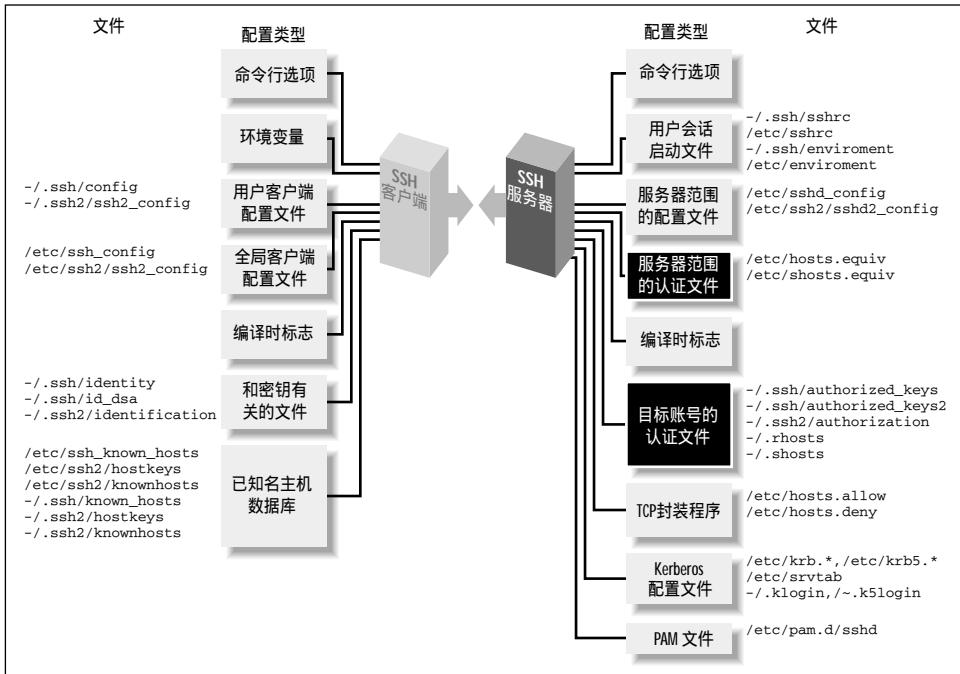 文件
配置类型
命令行选项
环境变量
-/.ssh/config
-/.ssh2/ssh2_config
用户客户端
配置文件
/etc/ssh_config
/etc/ssh2/ssh2_config
全局客户端
配置文件
编译时标志
-/.ssh/identity
-/.ssh/id_dsa
-/.ssh2/identification
和密钥有
关的文件
/etc/ssh_known_hosts
/etc/ssh2/hostkeys
/etc/ssh2/knownhosts
-/.ssh/known_hosts
-/.ssh2/hostkeys
-/.ssh2/knownhosts
已知名主机
数据库
SSH
客户端
SSH
服务器
配置类型
文件
命令行选项
用户会话
启动文件
-/.ssh/sshrc
/etc/sshrc
-/.ssh/enviroment
/etc/enviroment
服务器范围
的配置文件
/etc/sshd_config
/etc/ssh2/sshd2_config
服务器范围
的认证文件
/etc/hosts.equiv
/etc/shosts.equiv
编译时标志
目标账号的
认证文件
-/.ssh/authorized_keys
-/.ssh/authorized_keys2
-/.ssh2/authorization
-/.rhosts
-/.shosts
TCP封装程序
/etc/hosts.allow
/etc/hosts.deny
Kerberos
配置文件
/etc/krb.*,/etc/krb5.*
/etc/srvtab
-/.klogin,/~.k5login
PAM 文件
/etc/pam.d/sshd